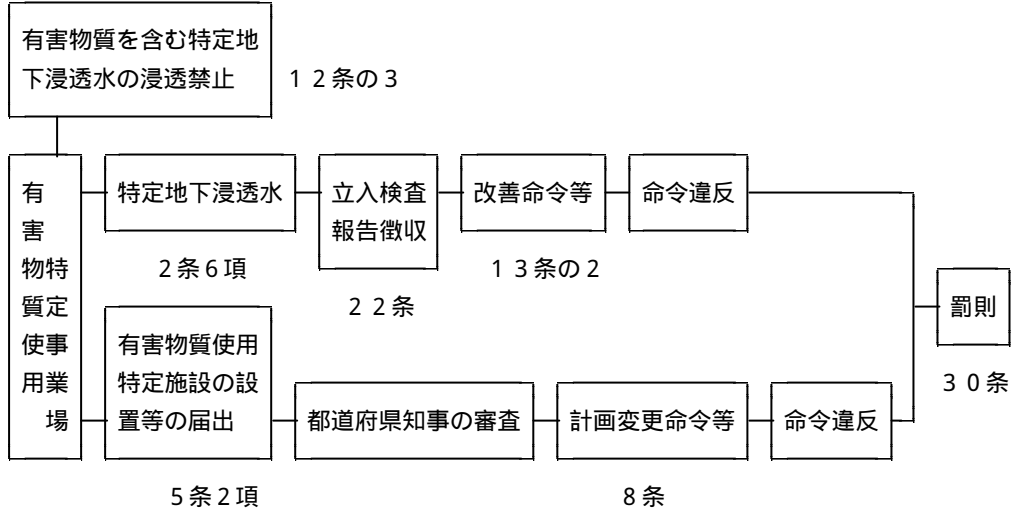 有害物質を含む特定地
下浸透水の浸透禁止
12条の3
有害物質使用
特定事業場
特定地下浸透水
2条6項
立入検査
報告徴収
22条
改善命令等
13条の2
命令違反
有害物質使用
特定施設の設
置等の届出
5条2項
都道府県知事の審査
計画変更命令等
8条
命令違反
罰則
30条